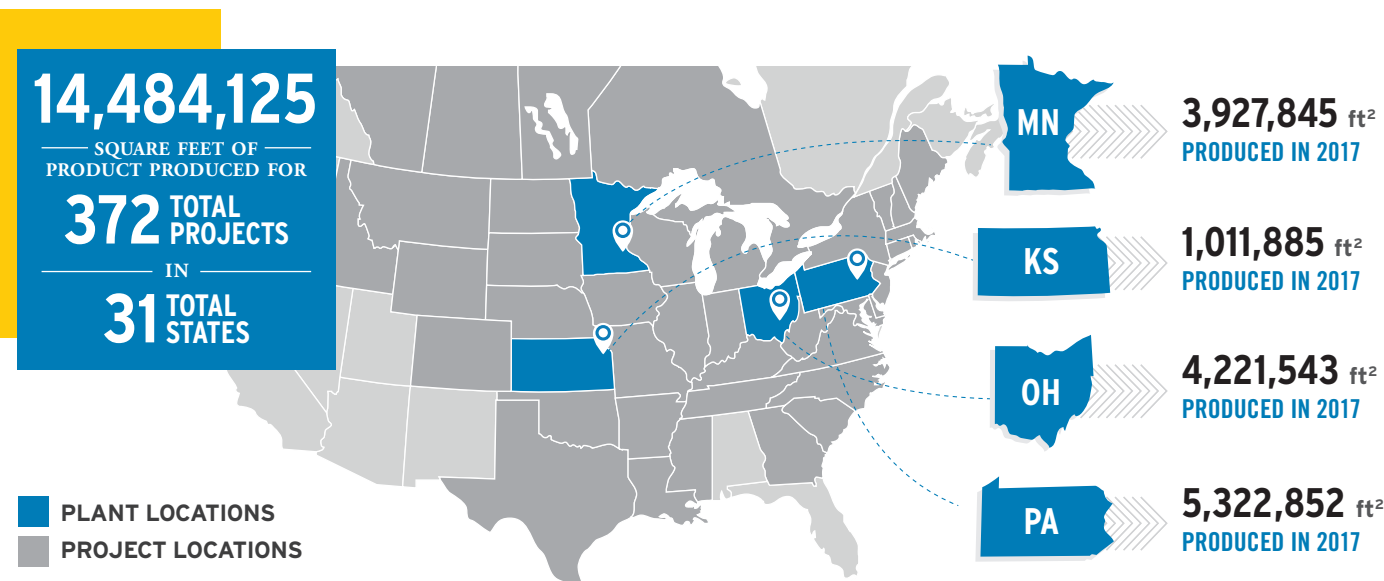 14,484,125
SQUARE FEET OF
PRODUCT PRODUCED FOR
372 TOTAL PROJECTS
IN
31 TOTAL STATES
PLANT LOCATIONS
PROJECT LOCATIONS
MN
3,927,845 ft²
PRODUCED IN 2017
KS
1,011,885 ft²
PRODUCED IN 2017
OH
4,221,543 ft²
PRODUCED IN 2017
PA
5,322,852 ft²
PRODUCED IN 2017